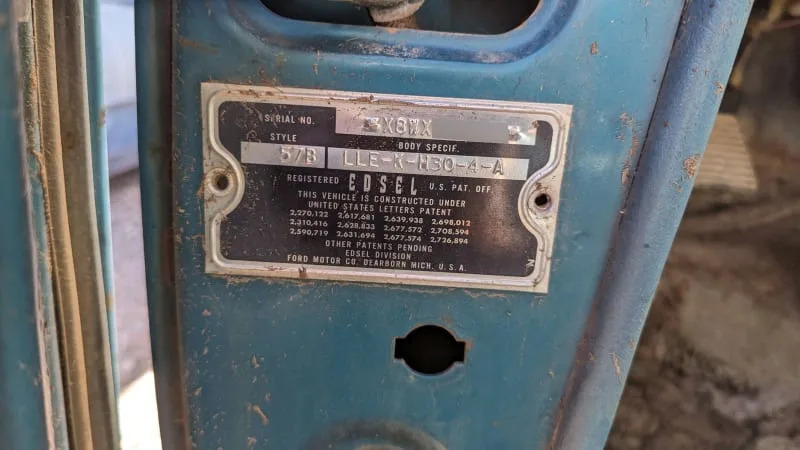 SERIAL NO. X8WX
STYLE BODY SPECIF.
57B LLE-K-H30-4-A
REGISTERED EDSEL U.S. PAT. OFF.
THIS VEHICLE IS CONSTRUCTED UNDER
UNITED STATES LETTERS PATENT
2,270,122 2,617,681 2,639,938 2,698,012
2,310,416 2,628,833 2,677,572 2,708,594
2,590,719 2,631,694 2,677,574 2,726,894
OTHER PATENTS PENDING
EDSEL DIVISION
FORD MOTOR CO. DEARBORN MICH. U.S.A.
N